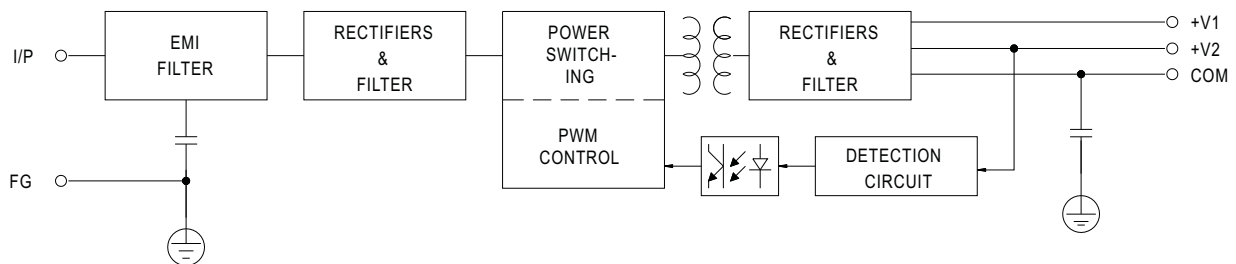 I/P
EMI
FILTER
RECTIFIERS
&
FILTER
POWER
SWITCH-
ING
PWM
CONTROL
RECTIFIERS
&
FILTER
+V1
+V2
COM
DETECTION
CIRCUIT
FG